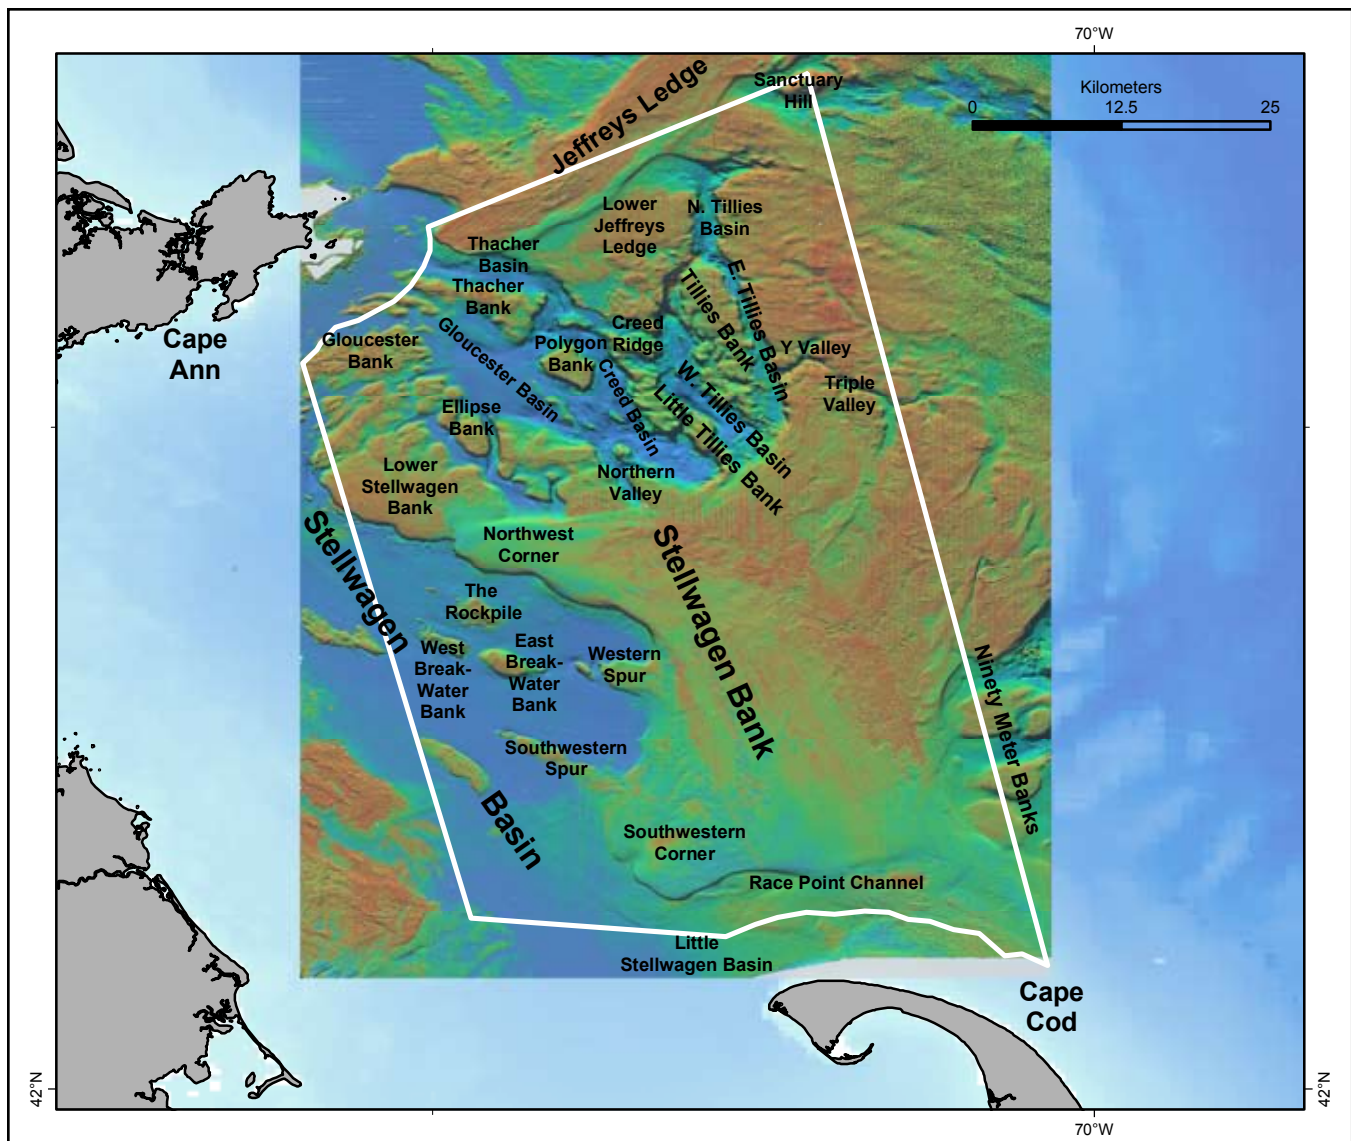 70°W
Sanctuary
Hill
Kilometers
0
12.5
25
Jeffreys Ledge
Lower
Jeffreys
Ledge
N. Tillies
Basin
Thacher
Basin
Thacher
Bank
E. Tillies Basin
Tillies Bank
Cape
Ann
Gloucester
Bank
Gloucester Basin
Polygon
Bank
Creed
Ridge
Y Valley
Triple
Valley
Creed Basin
W. Tillies Basin
Little Tillies Bank
Ellipse
Bank
Lower
Stellwagen
Bank
Northern
Valley
Northwest
Corner
Stellwagen
Basin
Stellwagen Bank
The
Rockpile
West
Break-
Water
Bank
East
Break-
Water
Bank
Western
Spur
Ninety Meter Banks
Southwestern
Spur
Southwestern
Corner
Race Point Channel
Little
Stellwagen Basin
Cape
Cod
42°N
42°N
70°W